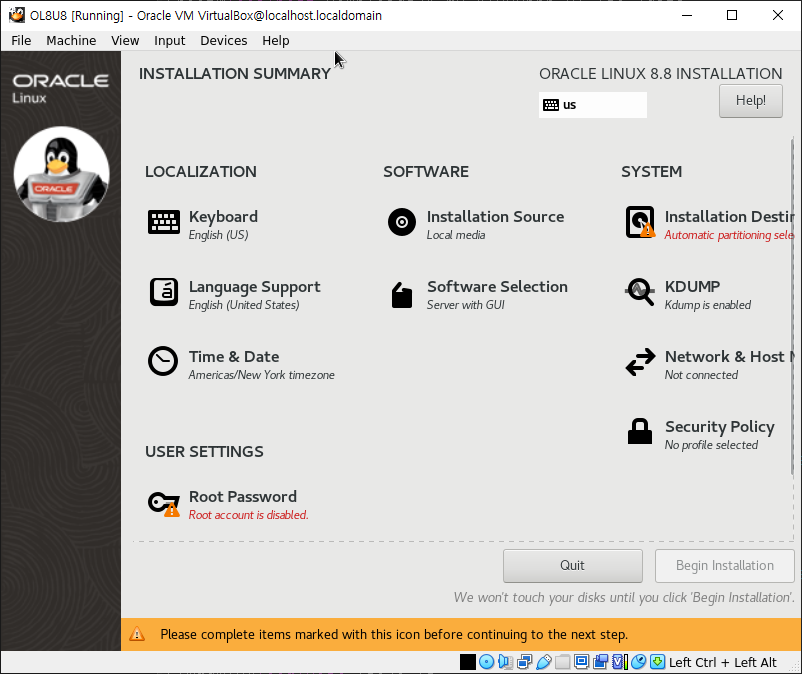 OL8U8 [Running] - Oracle VM VirtualBox@localhost.localdomain
File Machine View Input Devices Help
ORACLE
Linux
INSTALLATION SUMMARY
ORACLE LINUX 8.8 INSTALLATION
us
Help!
ORACLE
LOCALIZATION
Keyboard
English (US)
Language Support
English (United States)
Time & Date
Americas/New York timezone
SOFTWARE
Installation Source
Local media
Software Selection
Server with GUI
SYSTEM
Installation Destin
Automatic partitioning sele
KDUMP
Kdump is enabled
Network & Host N
Not connected
Security Policy
No profile selected
USER SETTINGS
Root Password
Root account is disabled.
Quit
Begin Installation
We won't touch your disks until you click 'Begin Installation'.
Please complete items marked with this icon before continuing to the next step.
Left Ctrl + Left Alt